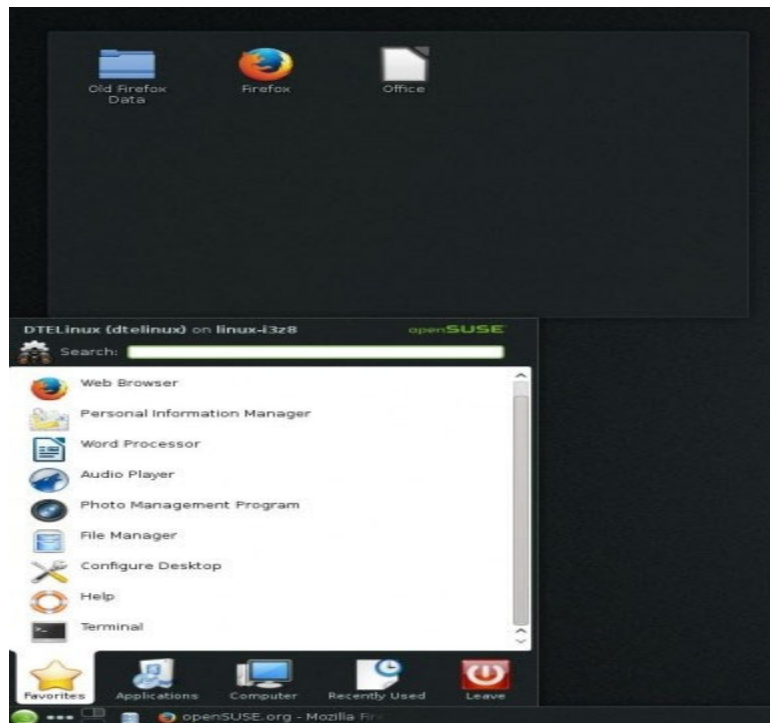 Old Firefox
Data
Firefox
Office
DTELinux (dtelinux) on linux-i3z8
openSUSE
Search:
Web Browser
Personal Information Manager
Word Processor
Audio Player
Photo Management Program
File Manager
Configure Desktop
Help
Terminal
Favorites
Applications
Computer
Recently Used
Leave
openSUSE.org - Mozilla Fir